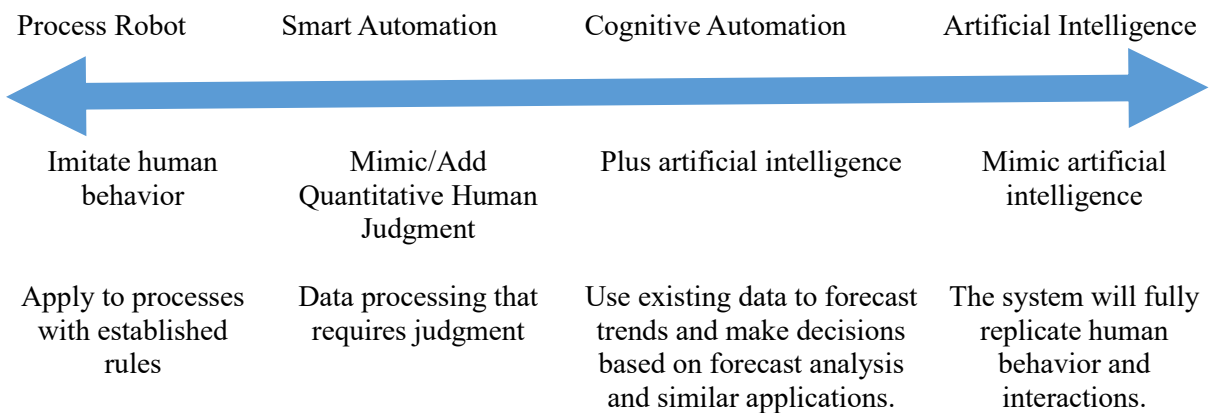 Process Robot
Smart Automation
Cognitive Automation
Artificial Intelligence
Imitate human
behavior
Mimic/Add
Quantitative Human
Judgment
Plus artificial intelligence
Mimic artificial
intelligence
Apply to processes
with established
rules
Data processing that
requires judgment
Use existing data to forecast
trends and make decisions
based on forecast analysis
and similar applications.
The system will fully
replicate human
behavior and
interactions.